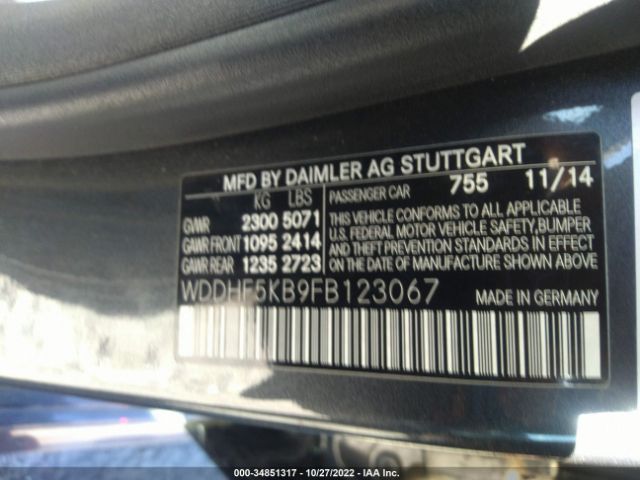 MFD BY DAIMLER AG STUTTGART
KG LBS
GVWR 2300 5071
GAWR FRONT 1095 2414
GAWR REAR 1235 2723
PASSENGER CAR 755 11/14
THIS VEHICLE CONFORMS TO ALL APPLICABLE
U.S. FEDERAL MOTOR VEHICLE SAFETY, BUMPER
AND THEFT PREVENTION STANDARDS IN EFFECT
ON THE DATE OF MANUFACTURE SHOWN ABOVE
WDDHF5KB9FB123067 MADE IN GERMANY
000-34851317 - 10/27/2022 - IAA Inc.